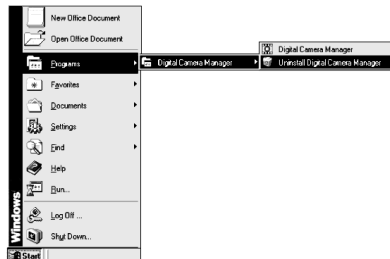 New Office Document
Open Office Document
Programs
Digital Camera Manager
Digital Camera Manager
Uninstall Digital Camera Manager
Favorites
Documents
Settings
Find
Help
Run...
Log Off ...
Shut Down...
Windows
Start